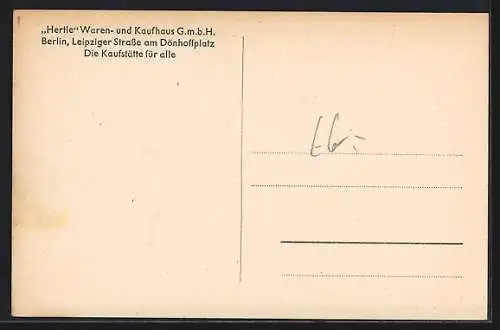 „Hertie“ Waren- und Kaufhaus G.m.b.H.
Berlin, Leipziger Straße am Dönhoffplatz
Die Kaufstätte für alle